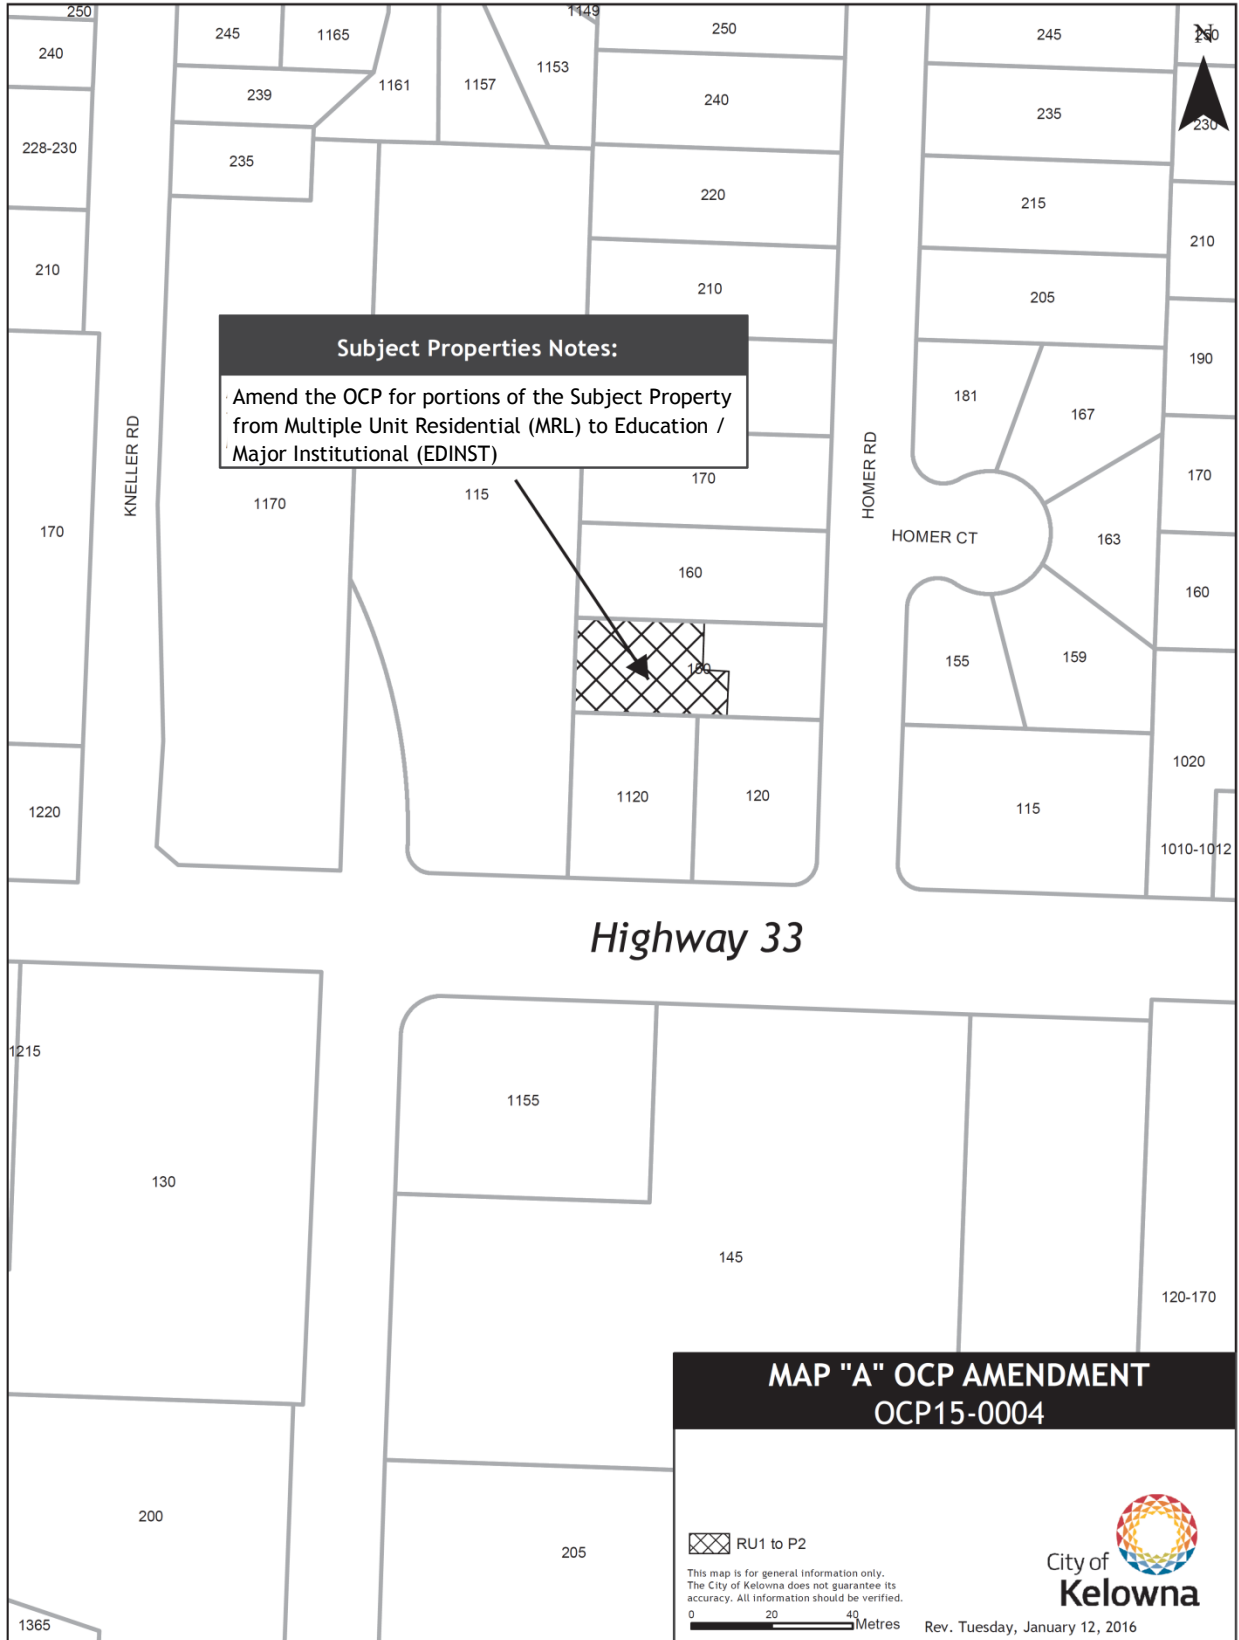 250
1149
245
1165
250
245
N
250
240
1161
1157
1153
239
240
235
230
228-230
235
220
215
210
210
210
205
Subject Properties Notes:
Amend the OCP for portions of the Subject Property
from Multiple Unit Residential (MRL) to Education /
Major Institutional (EDINST)
190
181
167
KNELLER RD
HOMER RD
170
170
1170
115
170
HOMER CT
163
160
160
155
159
1020
1120
120
115
1220
1010-1012
Highway 33
1215
1155
130
145
120-170
MAP "A" OCP AMENDMENT
OCP15-0004
200
205
RU1 to P2
This map is for general information only.
The City of Kelowna does not guarantee its
accuracy. All information should be verified.
0 20 40
Metres
City of
Kelowna
Rev. Tuesday, January 12, 2016
1365